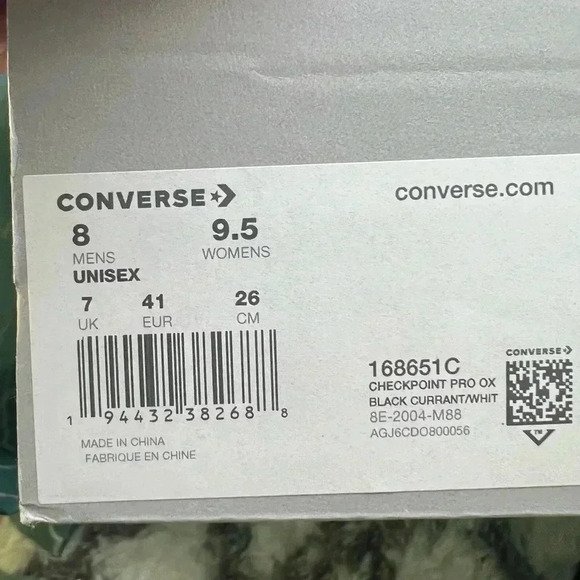 CONVERSE
converse.com
8 9.5
MENS WOMENS
UNISEX
7 41 26
UK EUR CM
1 94432 38268 8
MADE IN CHINA
FABRIQUE EN CHINE
CONVERSE
168651C
CHECKPOINT PRO OX
BLACK CURRANT/WHIT
8E-2004-M88
AGJ6CDO800056
TM